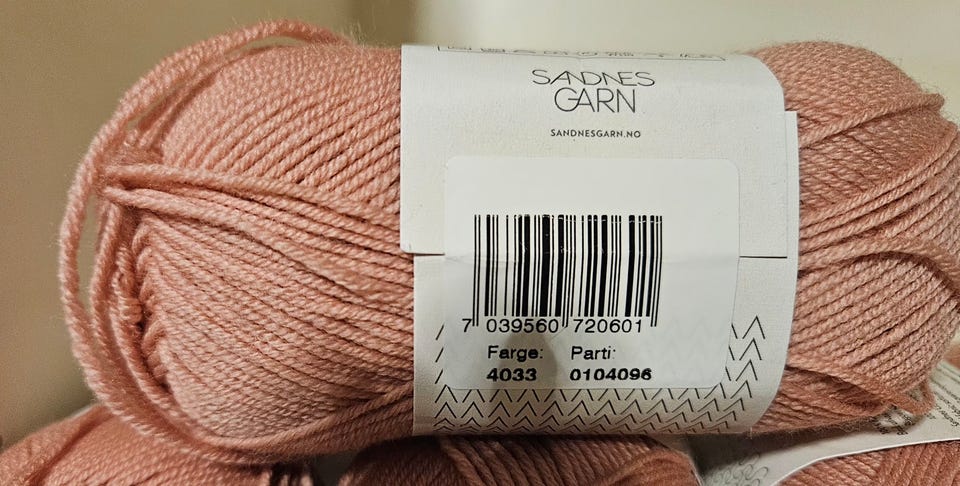 SANDNES
GARN
SANDNESGARN.NO
7 039560 720601
Farge: Parti:
4033 0104096